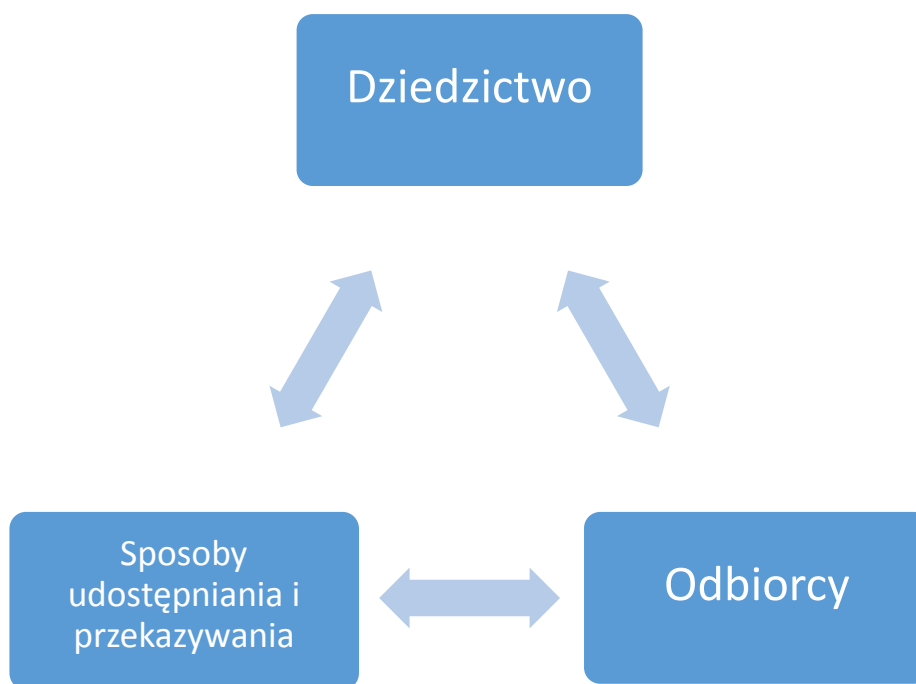 Dziedzictwo
Sposoby
udostępniania i
przekazywania
Odbiorcy